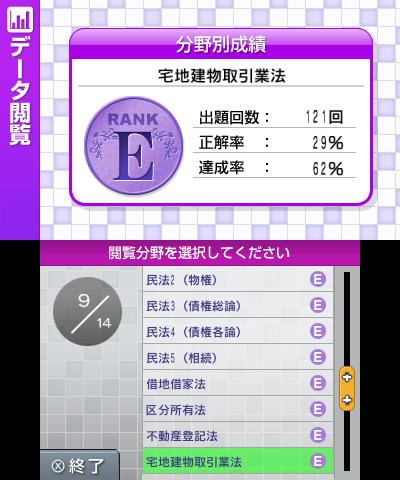 データ閲覧
分野別成績
宅地建物取引業法
RANK
E
出題回数： 121回
正解率 ： 29%
達成率 ： 62%
閲覧分野を選択してください
9/14
民法2（物権） E
民法3（債権総論） E
民法4（債権各論） E
民法5（相続） E
借地借家法 E
区分所有法 E
不動産登記法 E
宅地建物取引業法 E
Ⓧ終了